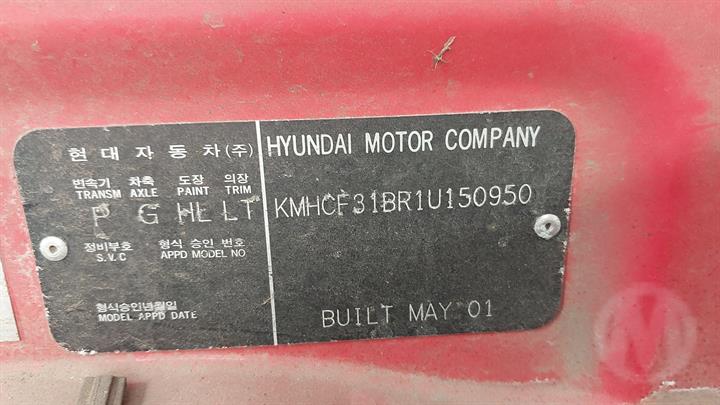 현대자동차(주)
HYUNDAI MOTOR COMPANY
변속기 차축 도장 의장
TRANSM AXLE PAINT TRIM
P G HL LT
KMHCF31BR1U150950
정비부호 형식 승인 번호
S.V.C APPD MODEL NO
형식승인년월일
MODEL APPD DATE
BUILT MAY 01
M